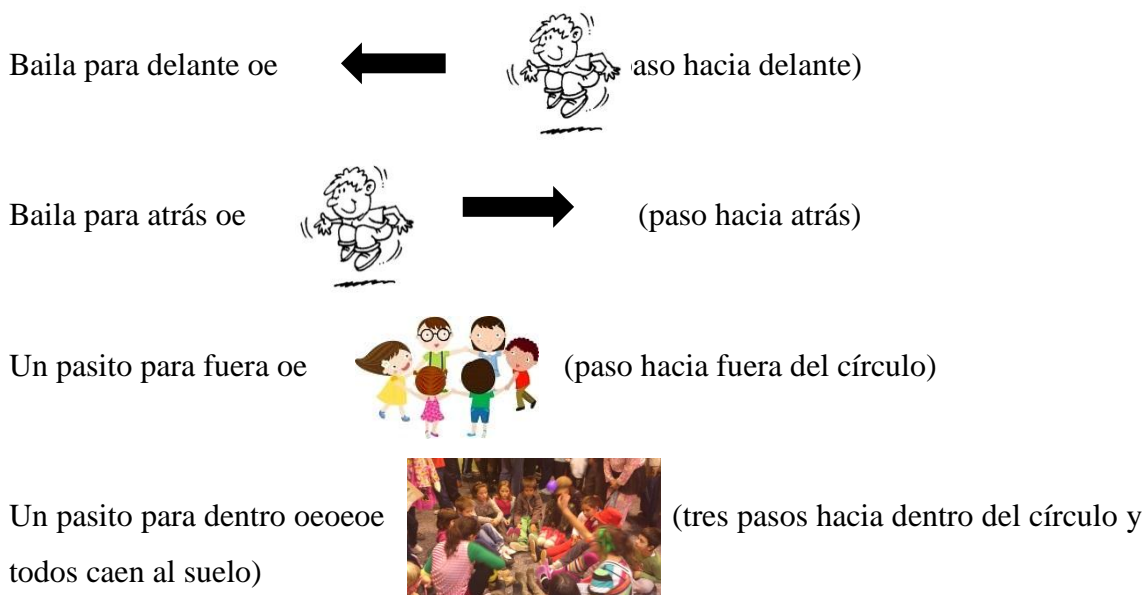 Baila para delante oe aso hacia delante)
Baila para atrás oe (paso hacia atrás)
Un pasito para fuera oe (paso hacia fuera del círculo)
Un pasito para dentro oeoeoe (tres pasos hacia dentro del círculo y
todos caen al suelo)